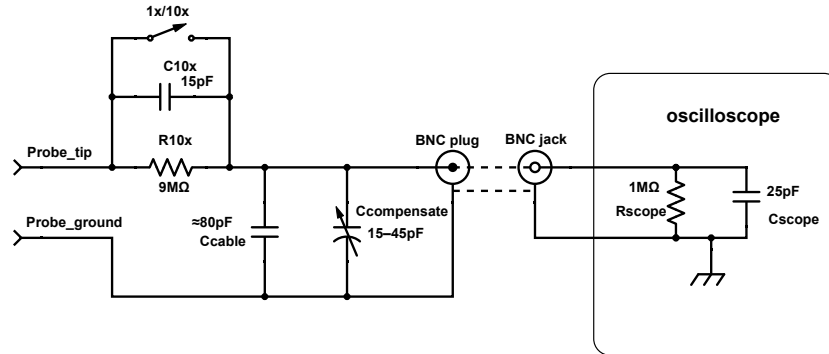 1x/10x
C10x
15pF
oscilloscope
R10x
BNC plug
BNC jack
Probe_tip
9MΩ
1MΩ
Rscope
25pF
Cscope
Probe_ground
Ccompensate
≈80pF
Ccable
15–45pF